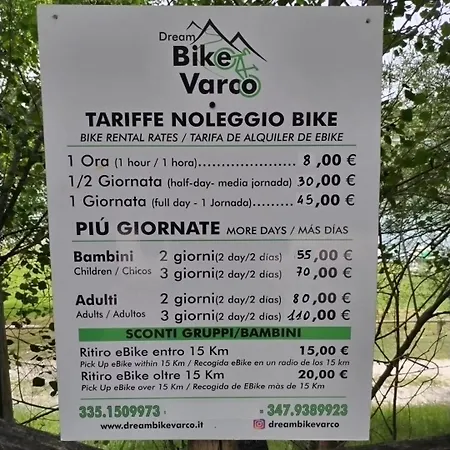 Dream
Bike
Varco
TARIFFE NOLEGGIO BIKE
BIKE RENTAL RATES / TARIFA DE ALQUILER DE EBIKE
1 Ora (1 hour / 1 hora)..................... 8,00 €
1/2 Giornata (half-day- media jornada) 30,00 €
1 Giornata (full day - 1 Jornada)......... 45,00 €
PIÚ GIORNATE MORE DAYS / MÁS DÍAS
Bambini 2 giorni(2 day/2 días) 55,00 €
Children / Chicos 3 giorni(2 day/2 días) 70,00 €
Adulti 2 giorni(2 day/2 días) 80,00 €
Adults / Adultos 3 giorni(2 day/2 días) 110,00 €
SCONTI GRUPPI/BAMBINI
Ritiro eBike entro 15 Km 15,00 €
Pick Up eBike within 15 Km / Recogida eBike en un radio de los 15 km
Ritiro eBike oltre 15 Km 20,00 €
Pick Up eBike over 15 Km / Recogida de EBike más de 15 Km
335.1509973 347.9389923
www.dreambikevarco.it dreambikevarco